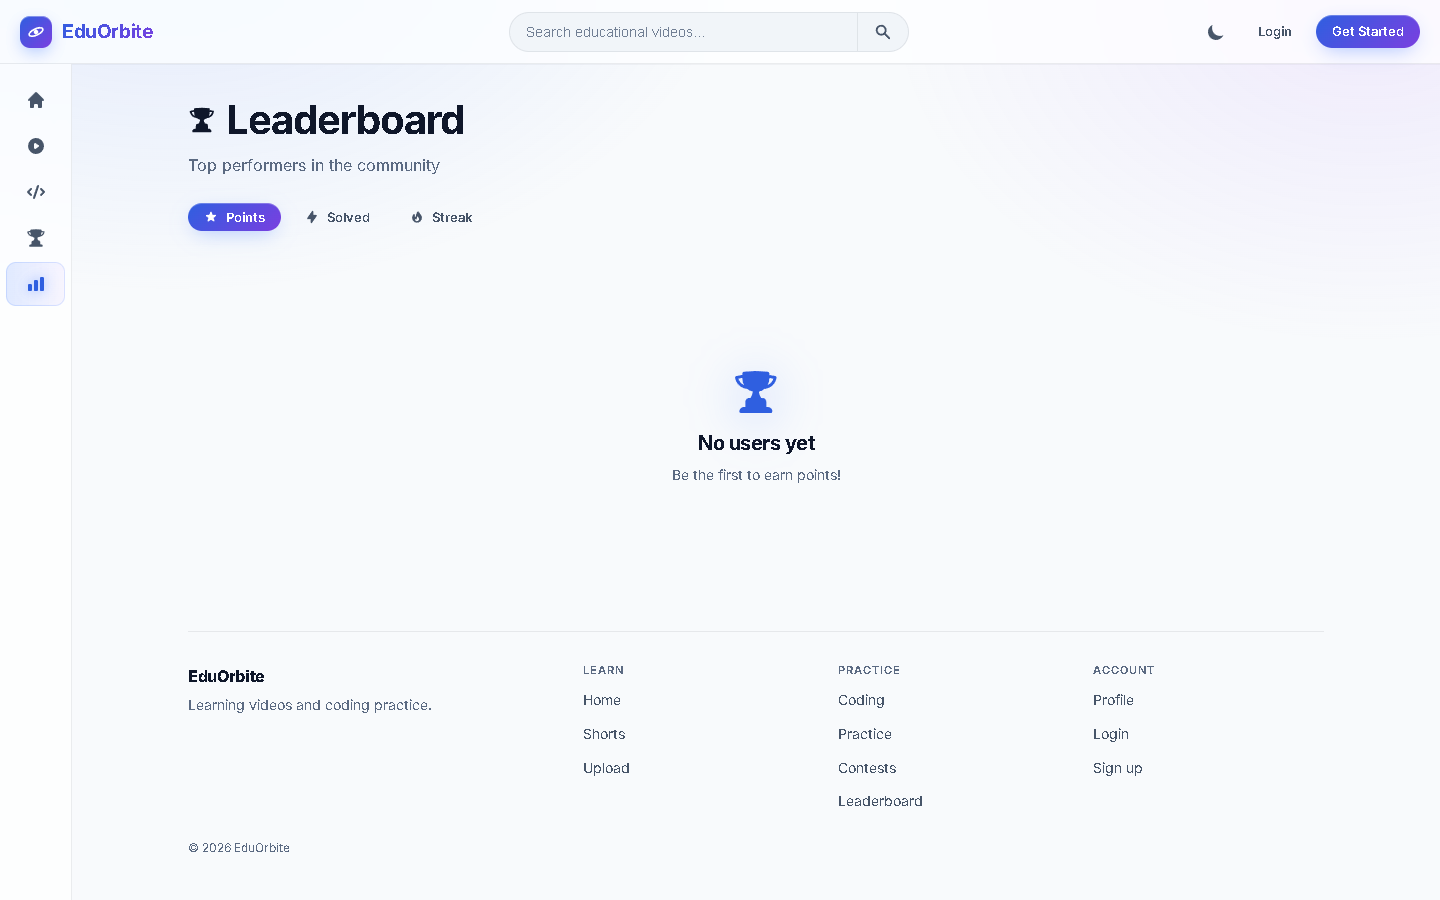 EduOrbite
Search educational videos...
Login
Get Started
Leaderboard
Top performers in the community
Points
Solved
Streak
No users yet
Be the first to earn points!
EduOrbite
Learning videos and coding practice.
LEARN
Home
Shorts
Upload
PRACTICE
Coding
Practice
Contests
Leaderboard
ACCOUNT
Profile
Login
Sign up
© 2026 EduOrbite